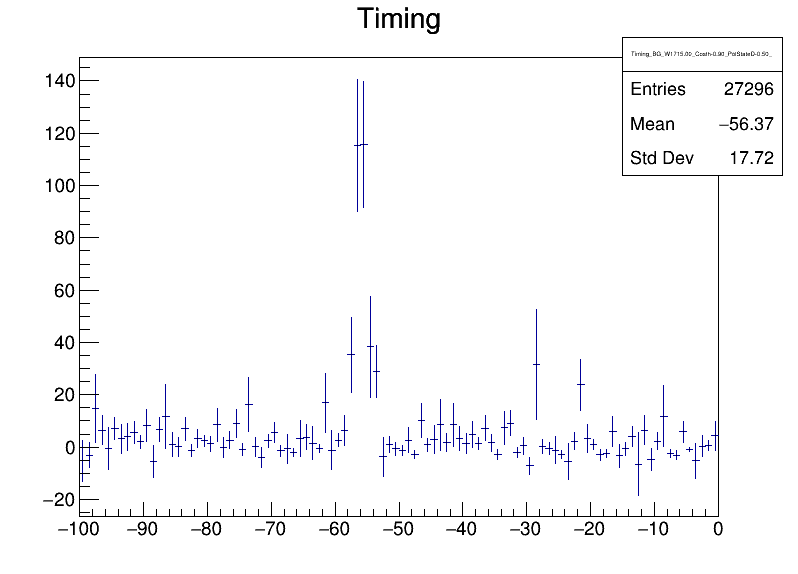 Timing
Timing_BG_W1715.00_Costh-0.90_PolStateD-0.50_
Entries 27296
Mean −56.37
Std Dev 17.72
140
120
100
80
60
40
20
0
−20
−100 −90 −80 −70 −60 −50 −40 −30 −20 −10 0